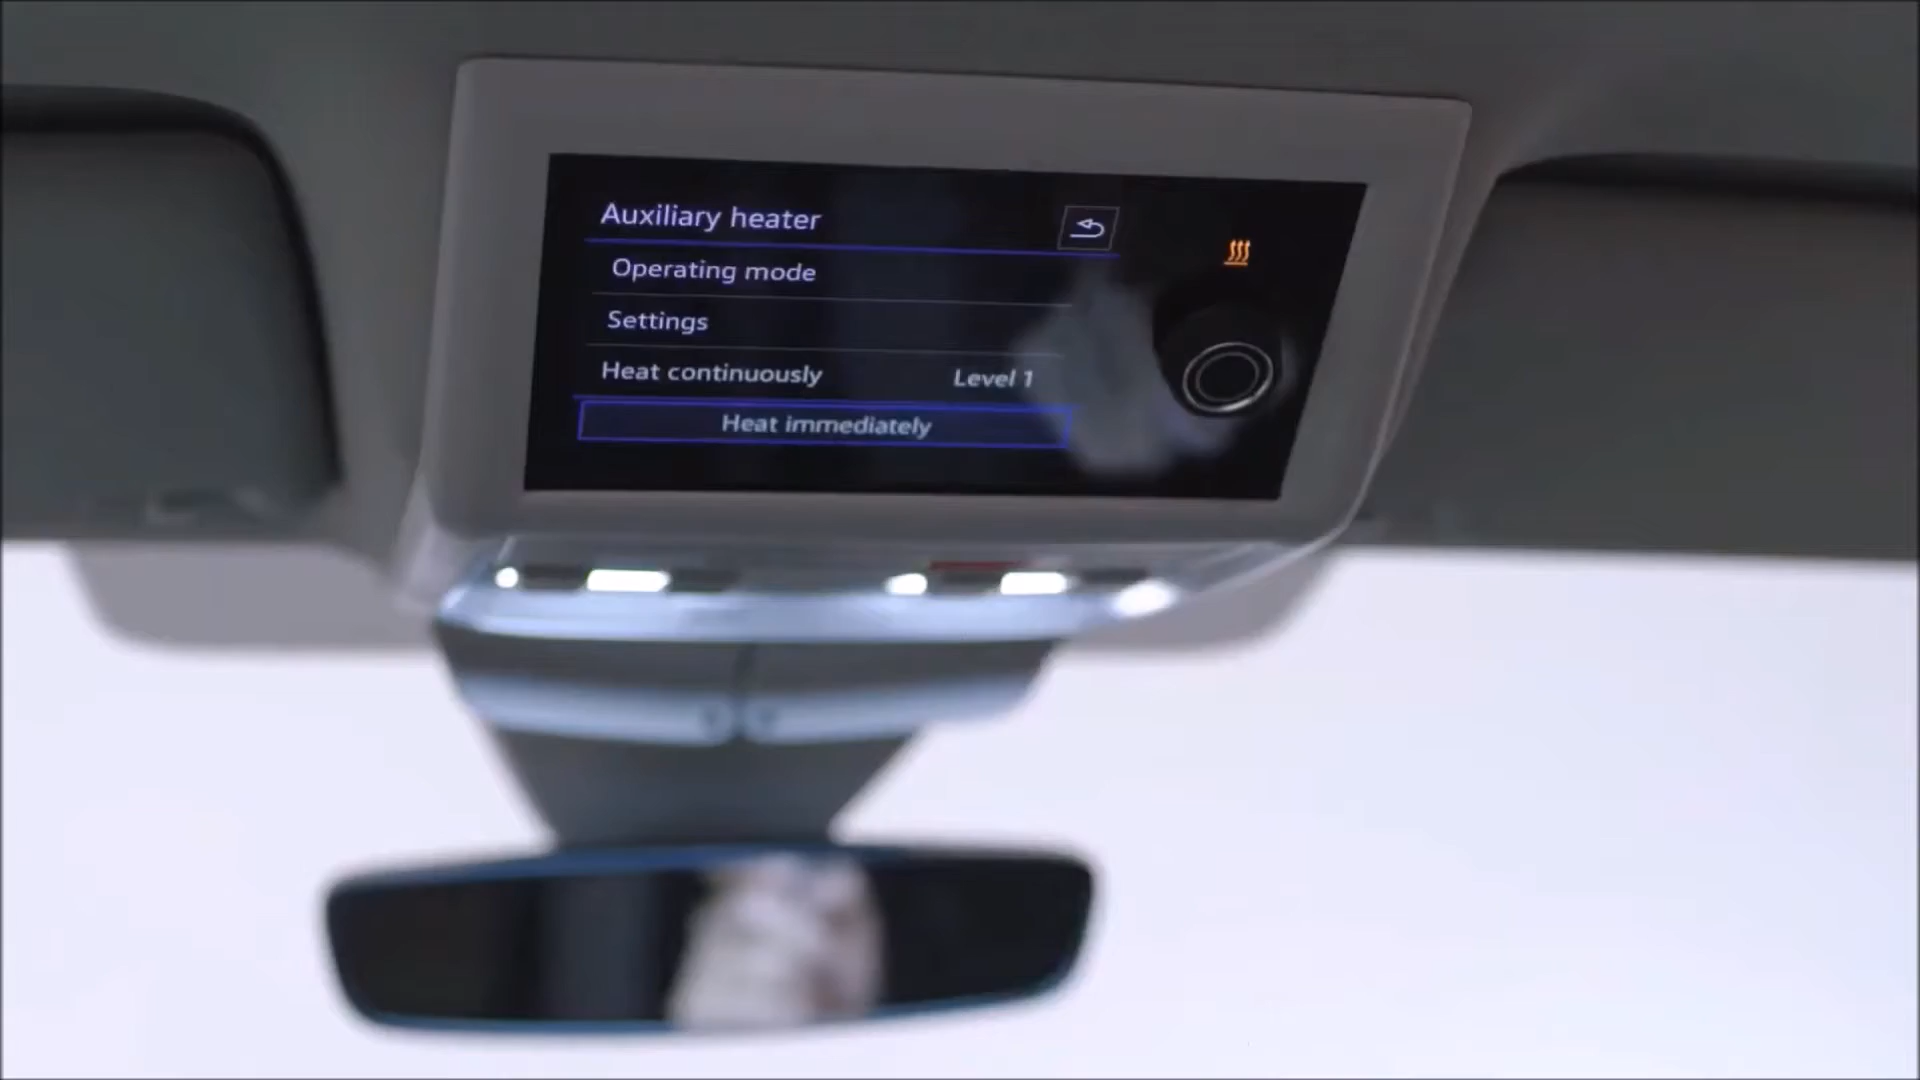 Auxiliary heater
Operating mode
Settings
Heat continuously Level 1
Heat immediately